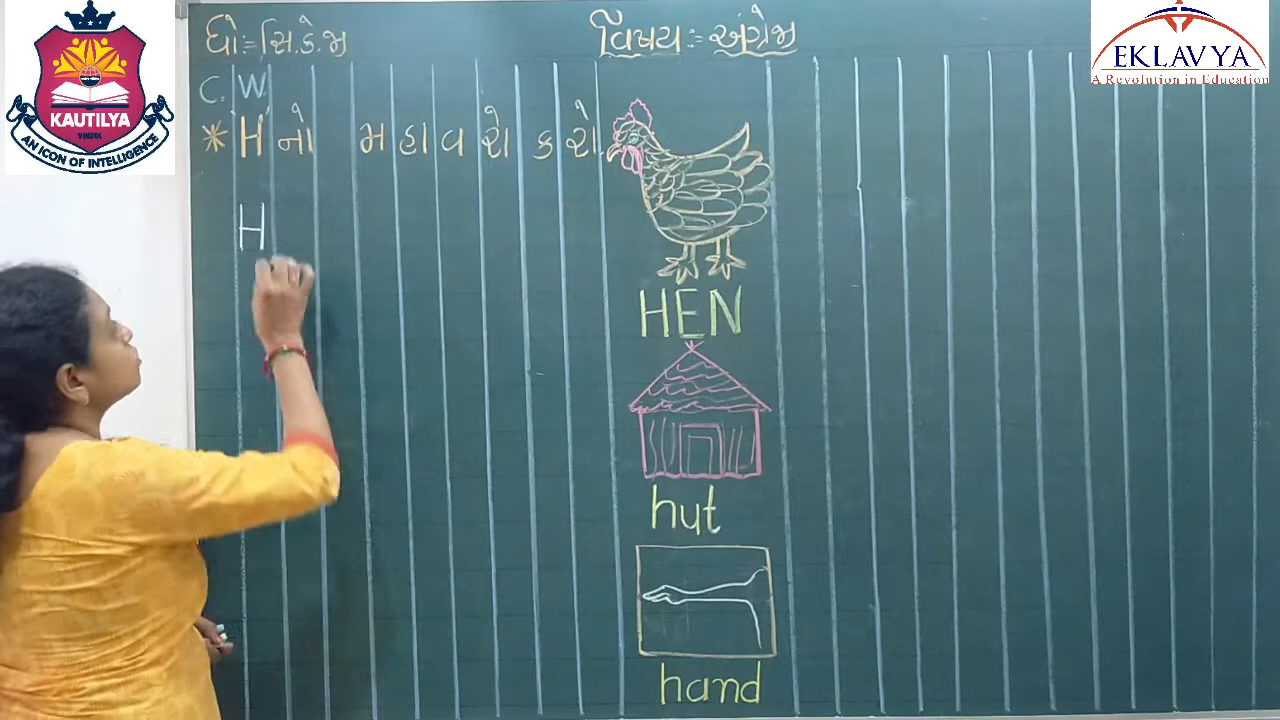 ધો:- સિ.કે.જી
વિષય :- અંગ્રેજી
C. W.
* H નો મહાવરો કરો.
H
HEN
hut
hand
KAUTILYA
AN ICON OF INTELLIGENCE
EKLAVYA
A Revolution in Education